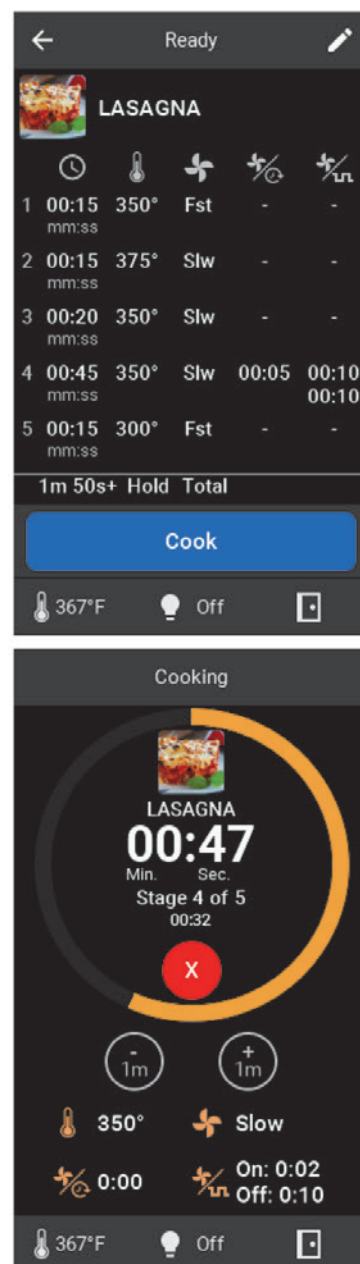 Ready
LASAGNA
1 00:15 350° Fst - -
mm:ss
2 00:15 375° Slw - -
mm:ss
3 00:20 350° Slw - -
mm:ss
4 00:45 350° Slw 00:05 00:10
mm:ss 00:10
5 00:15 300° Fst - -
mm:ss
1m 50s+ Hold Total
Cook
367°F Off
Cooking
LASAGNA
00:47
Min. Sec.
Stage 4 of 5
00:32
X
- +
1m 1m
350° Slow
0:00 On: 0:02
Off: 0:10
367°F Off